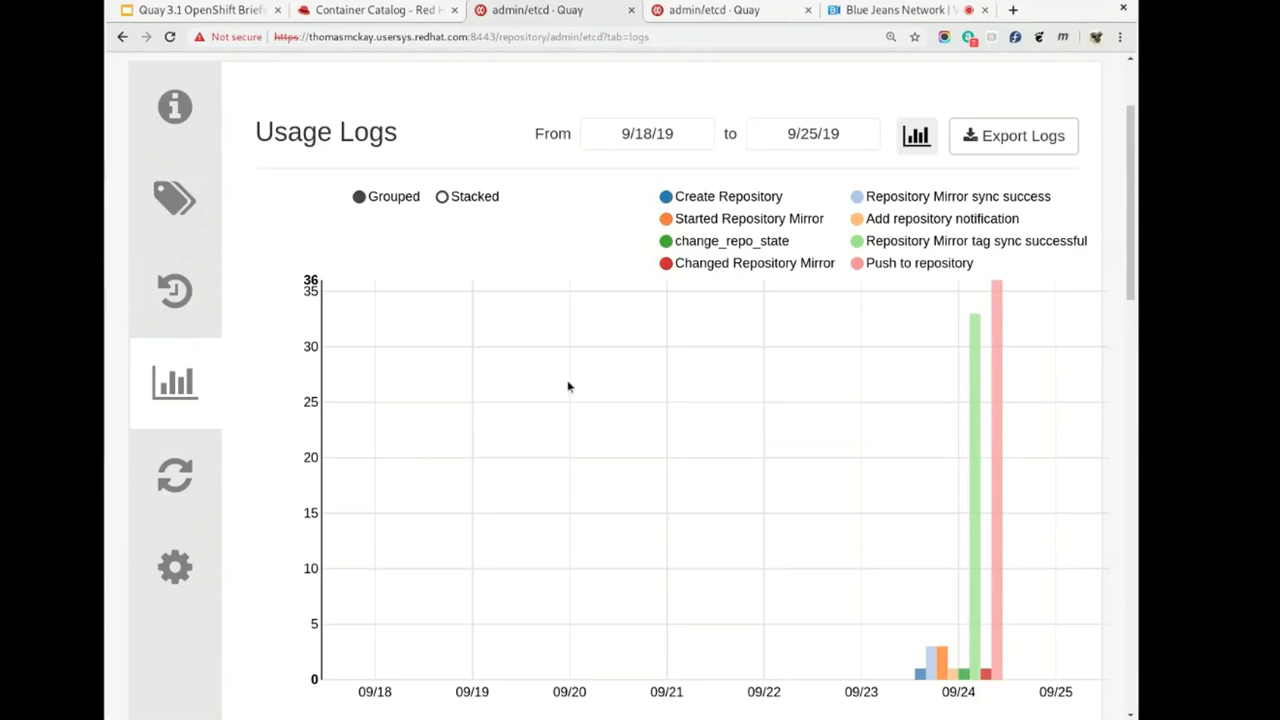 Quay 3.1 OpenShift Brief
Container Catalog - Red H
admin/etcd · Quay
admin/etcd · Quay
Blue Jeans Network | V
Not secure | https://thomasmckay.usersys.redhat.com:8443/repository/admin/etcd?tab=logs
Usage Logs
From 9/18/19 to 9/25/19
Export Logs
Grouped Stacked
Create Repository
Started Repository Mirror
change_repo_state
Changed Repository Mirror
Repository Mirror sync success
Add repository notification
Repository Mirror tag sync successful
Push to repository
36
35
30
25
20
15
10
5
0
09/18 09/19 09/20 09/21 09/22 09/23 09/24 09/25